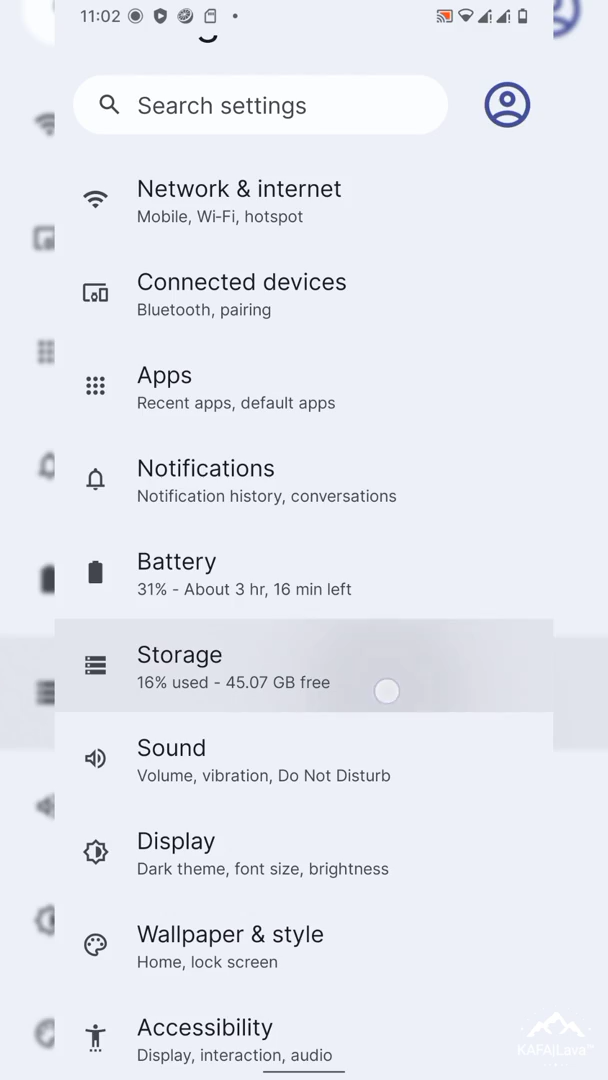 11:02
Search settings
Network & internet
Mobile, Wi-Fi, hotspot
Connected devices
Bluetooth, pairing
Apps
Recent apps, default apps
Notifications
Notification history, conversations
Battery
31% - About 3 hr, 16 min left
Storage
16% used - 45.07 GB free
Sound
Volume, vibration, Do Not Disturb
Display
Dark theme, font size, brightness
Wallpaper & style
Home, lock screen
Accessibility
Display, interaction, audio
KAFA|Lava